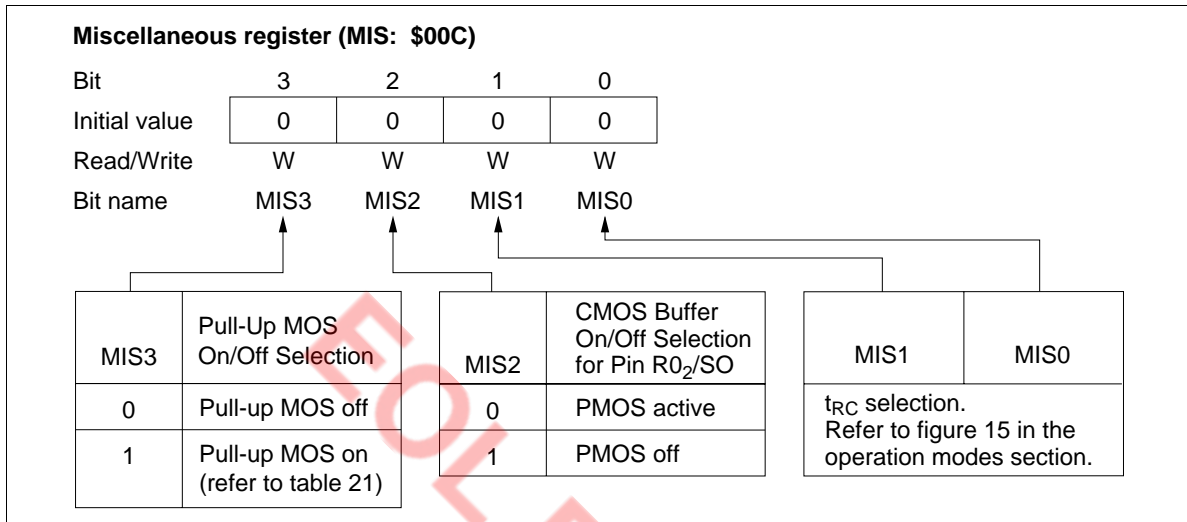 Miscellaneous register (MIS: $00C)
Bit 3 2 1 0
Initial value 0 0 0 0
Read/Write W W W W
Bit name MIS3 MIS2 MIS1 MIS0
MIS3 Pull-Up MOS
On/Off Selection
0 Pull-up MOS off
1 Pull-up MOS on
(refer to table 21)
MIS2 CMOS Buffer
On/Off Selection
for Pin R0₂/SO
0 PMOS active
1 PMOS off
MIS1 MIS0
tRC selection.
Refer to figure 15 in the
operation modes section.
EOL